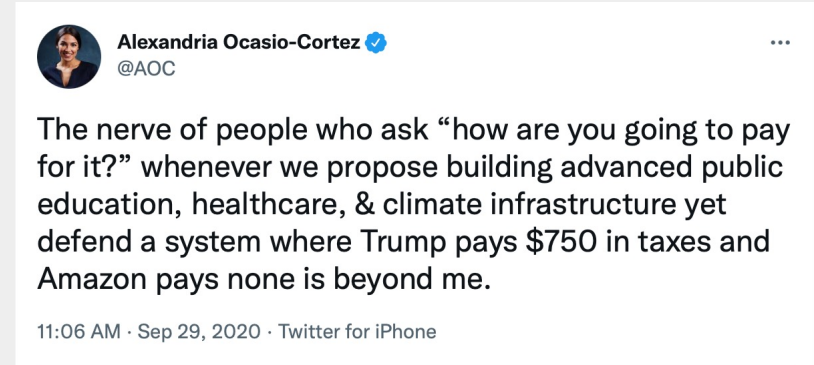 Alexandria Ocasio-Cortez
@AOC
The nerve of people who ask “how are you going to pay
for it?” whenever we propose building advanced public
education, healthcare, & climate infrastructure yet
defend a system where Trump pays $750 in taxes and
Amazon pays none is beyond me.
11:06 AM · Sep 29, 2020 · Twitter for iPhone